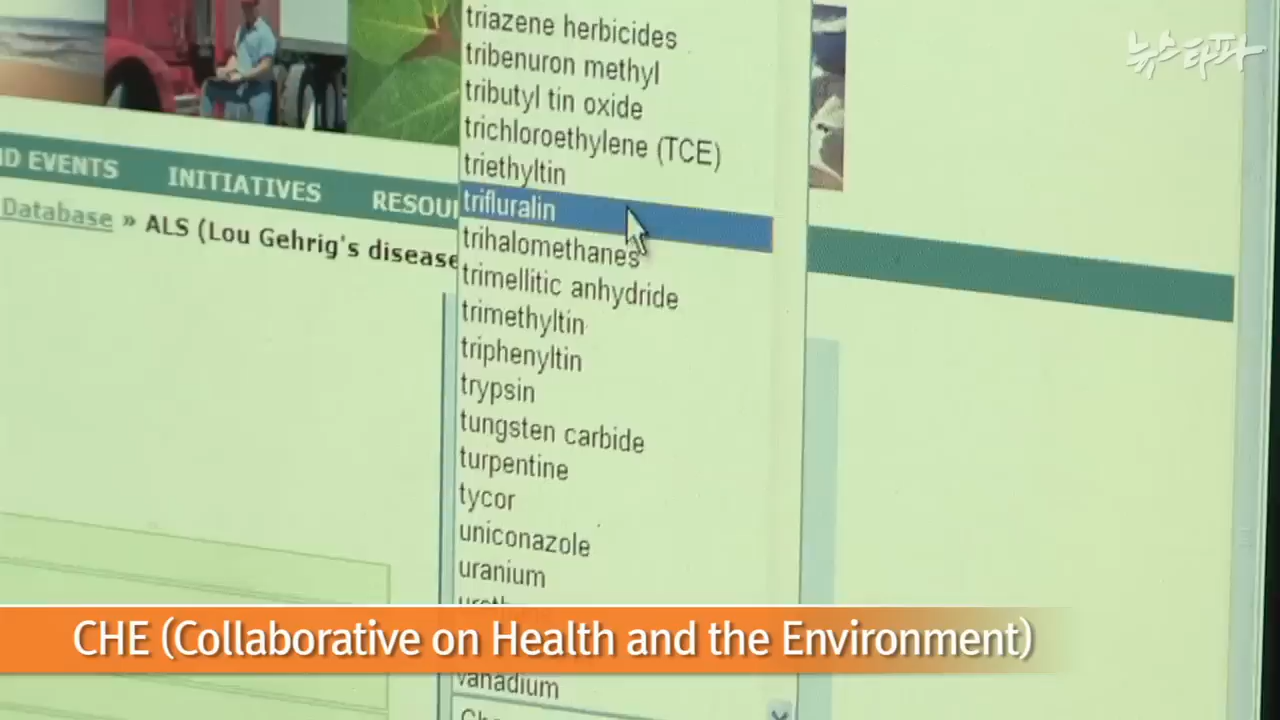 뉴스타파
triazene herbicides
tribenuron methyl
tributyl tin oxide
trichloroethylene (TCE)
triethyltin
trifluralin
trihalomethanes
trimellitic anhydride
trimethyltin
triphenyltin
trypsin
tungsten carbide
turpentine
tycor
uniconazole
uranium
vanadium
D EVENTS INITIATIVES RESOU
Database » ALS (Lou Gehrig's disease
CHE (Collaborative on Health and the Environment)